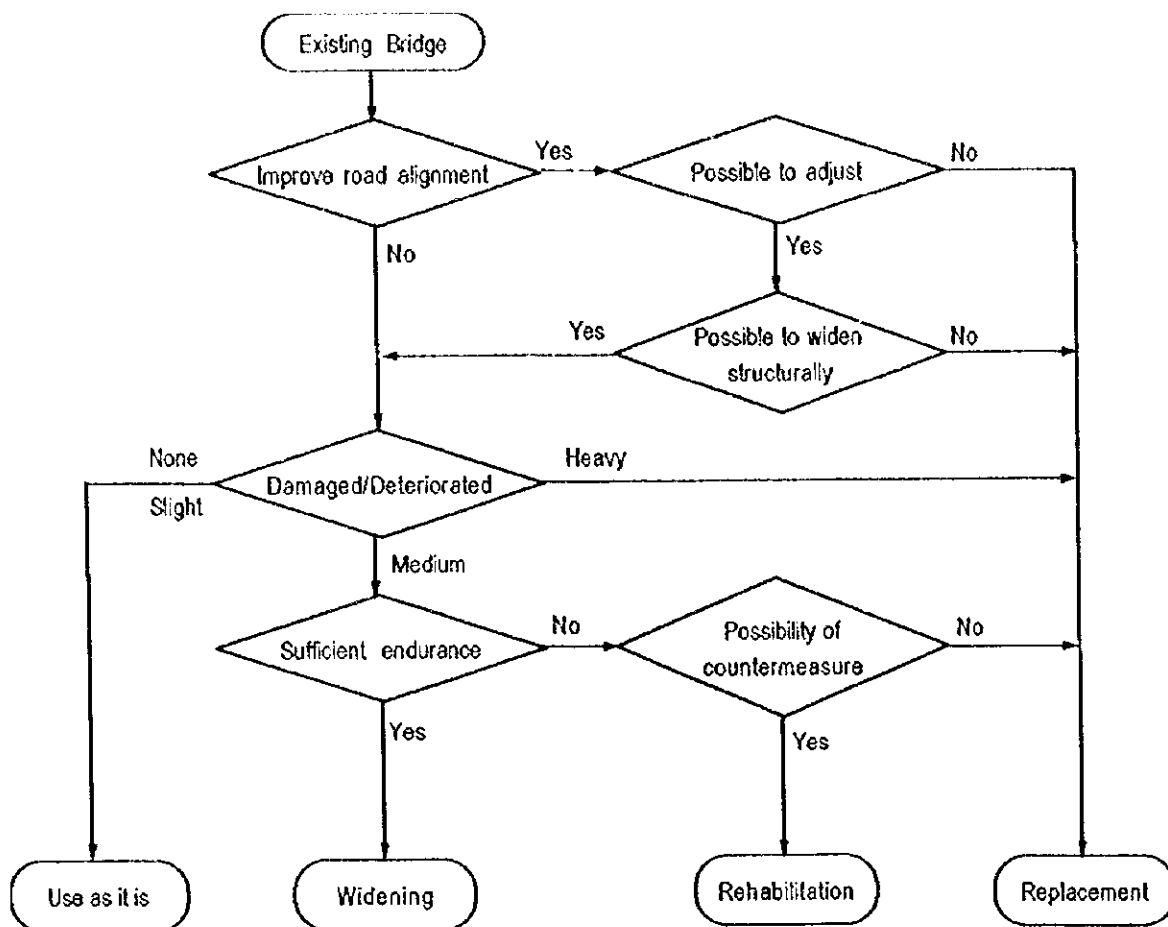 Existing Bridge
Improve road alignment
Yes
Possible to adjust
No
No
Yes
Yes
Possible to widen
structurally
No
None
Slight
Damaged/Deteriorated
Heavy
Medium
Sufficient endurance
No
Possibility of
countermeasure
No
Yes
Yes
Use as it is
Widening
Rehabilitation
Replacement